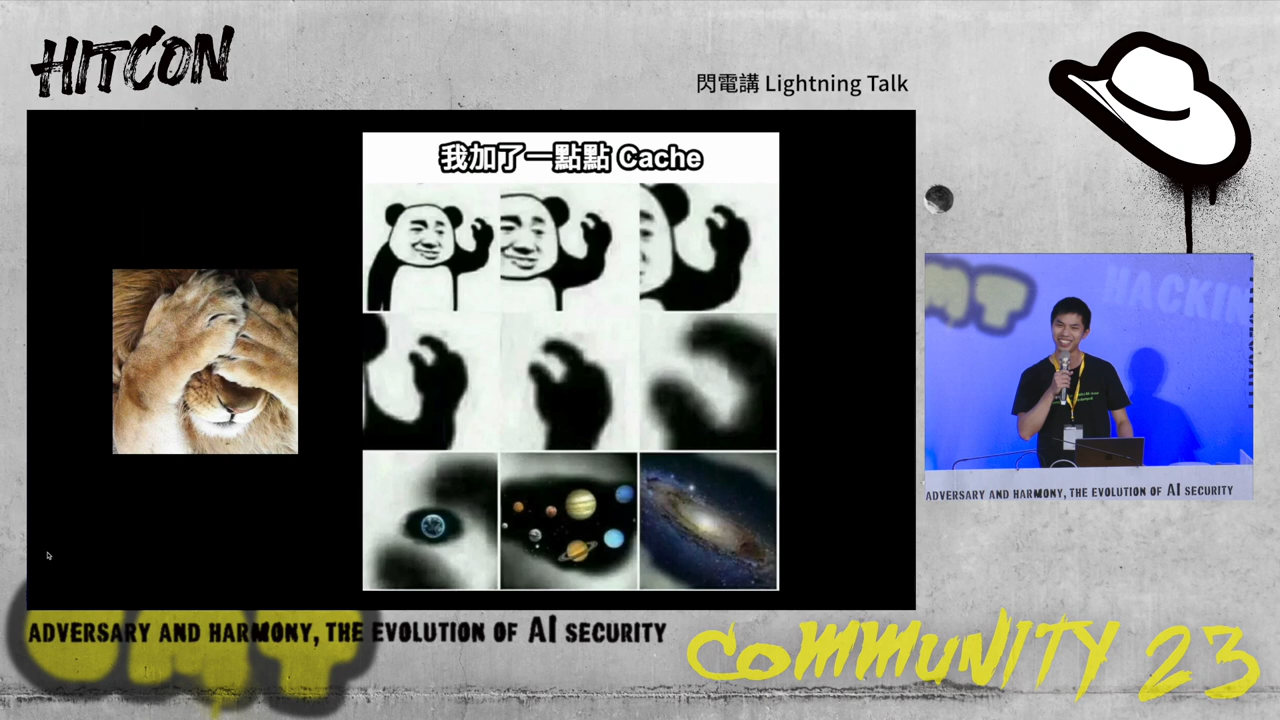 HITCON
閃電講 Lightning Talk
我加了一點點 Cache
HACKIN
ADVERSARY AND HARMONY, THE EVOLUTION OF AI SECURITY
ADVERSARY AND HARMONY, THE EVOLUTION OF AI SECURITY
COMMUNITY 23